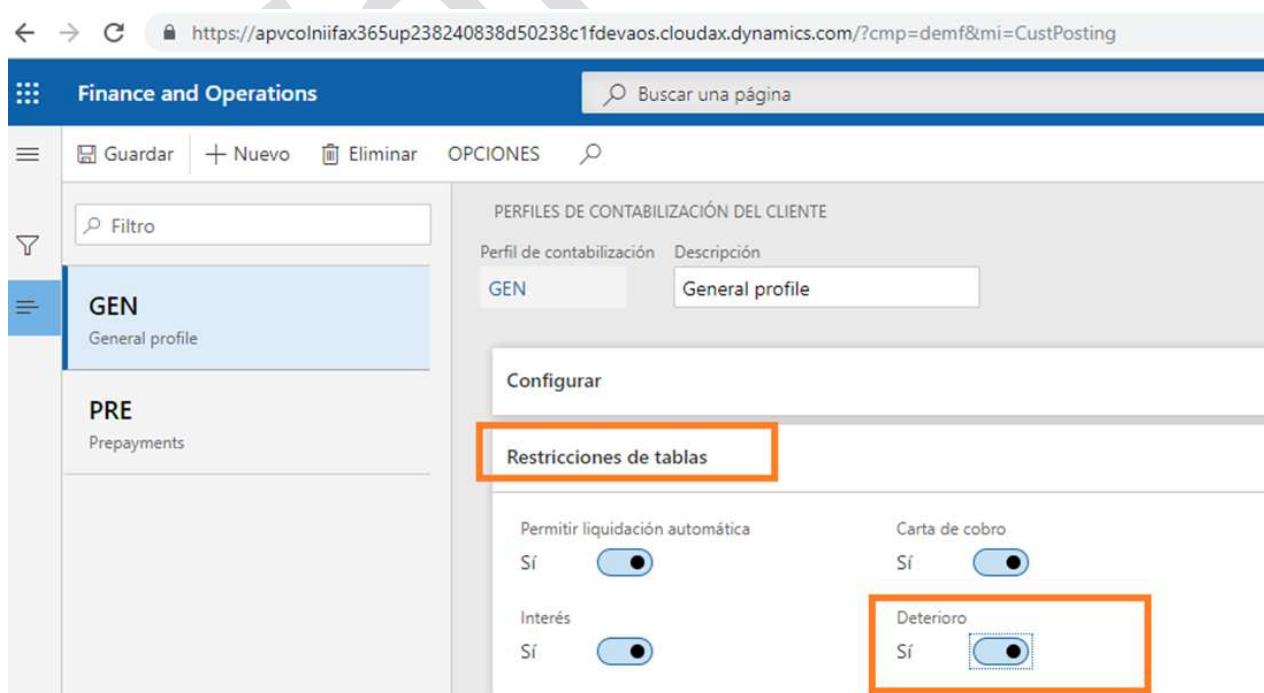 https://apvcolniifax365up238240838d50238c1fdevaos.cloudax.dynamics.com/?cmp=demf&mi=CustPosting
Finance and Operations
Buscar una página
Guardar
Nuevo
Eliminar
OPCIONES
Filtro
GEN
General profile
PRE
Prepayments
PERFILES DE CONTABILIZACIÓN DEL CLIENTE
Perfil de contabilización Descripción
GEN General profile
Configurar
Restricciones de tablas
Permitir liquidación automática Carta de cobro
Sí Sí
Interés Deterioro
Sí Sí